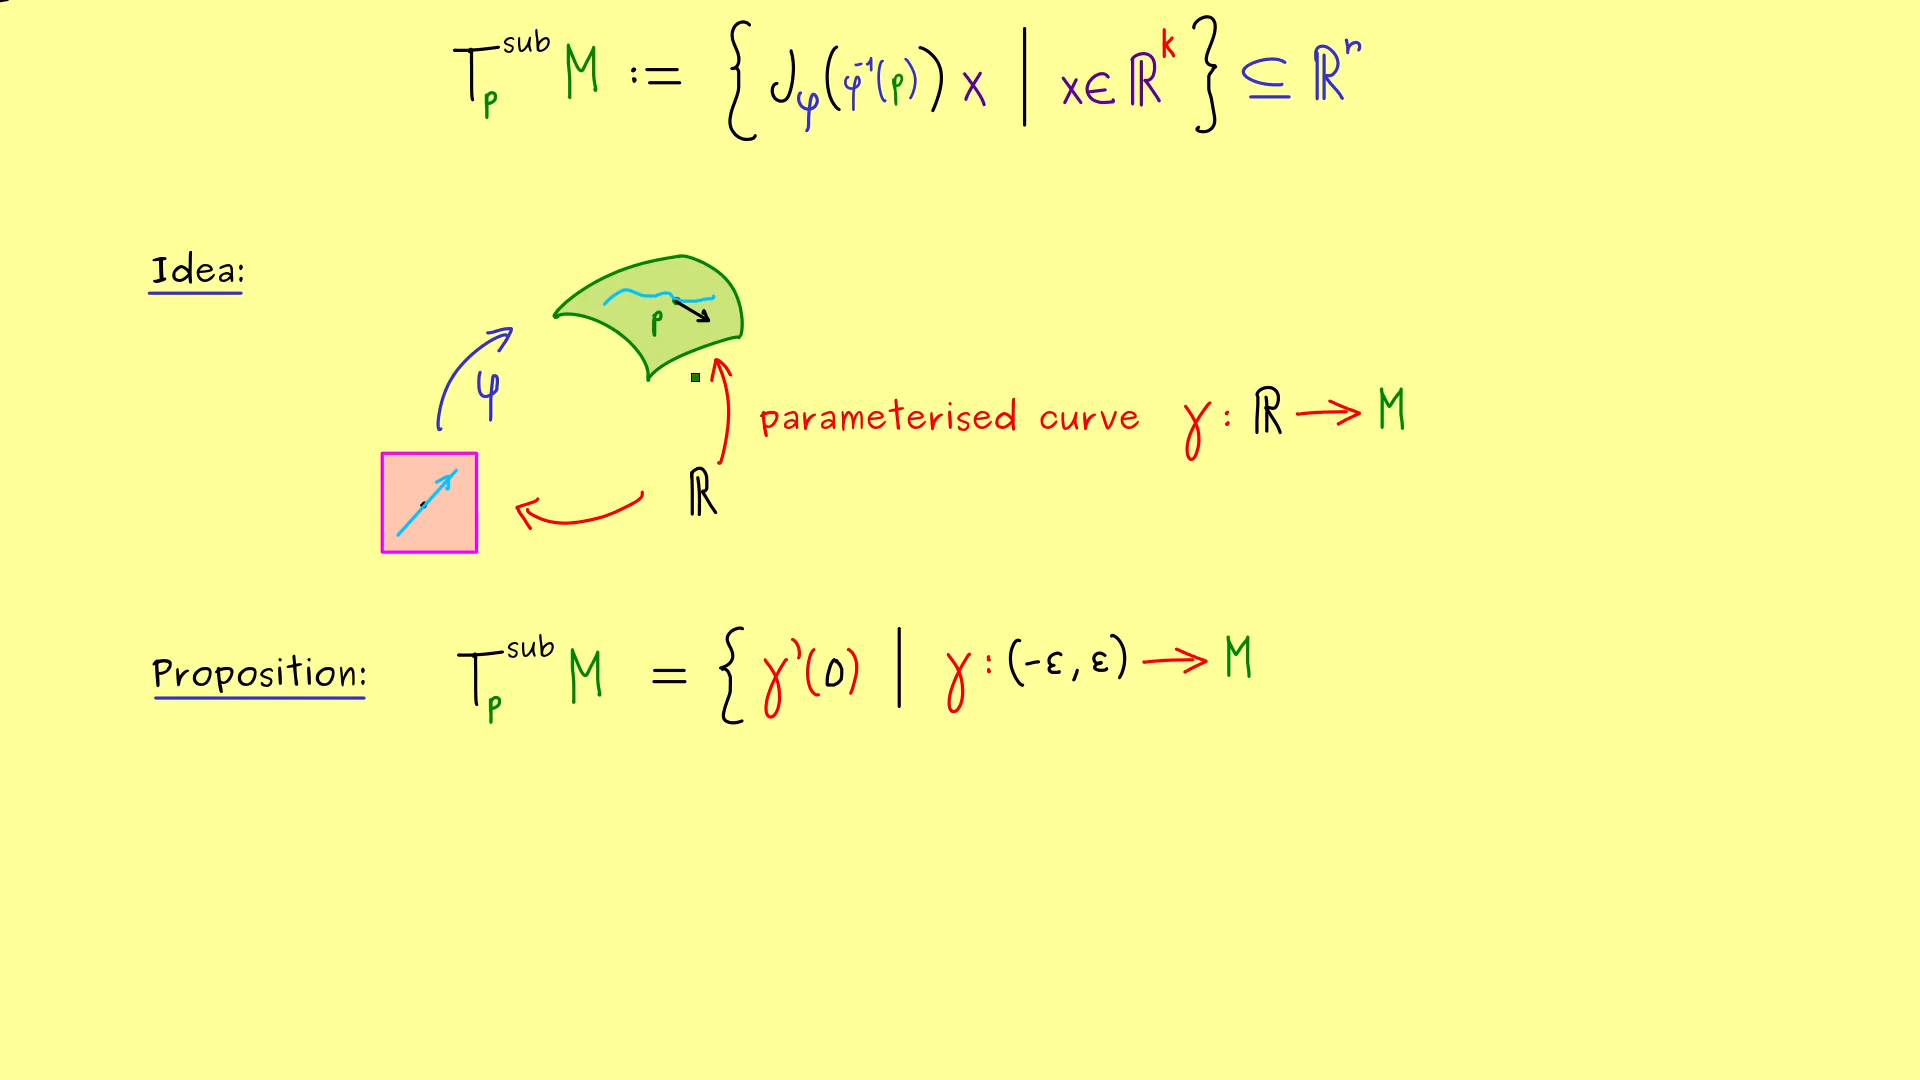 T_p^sub M := { J_φ(φ⁻¹(p)) x | x ∈ ℝ^k } ⊆ ℝ^n
Idea:
p
φ
parameterised curve γ: ℝ → M
ℝ
Proposition: T_p^sub M = { γ'(0) | γ: (-ε, ε) → M